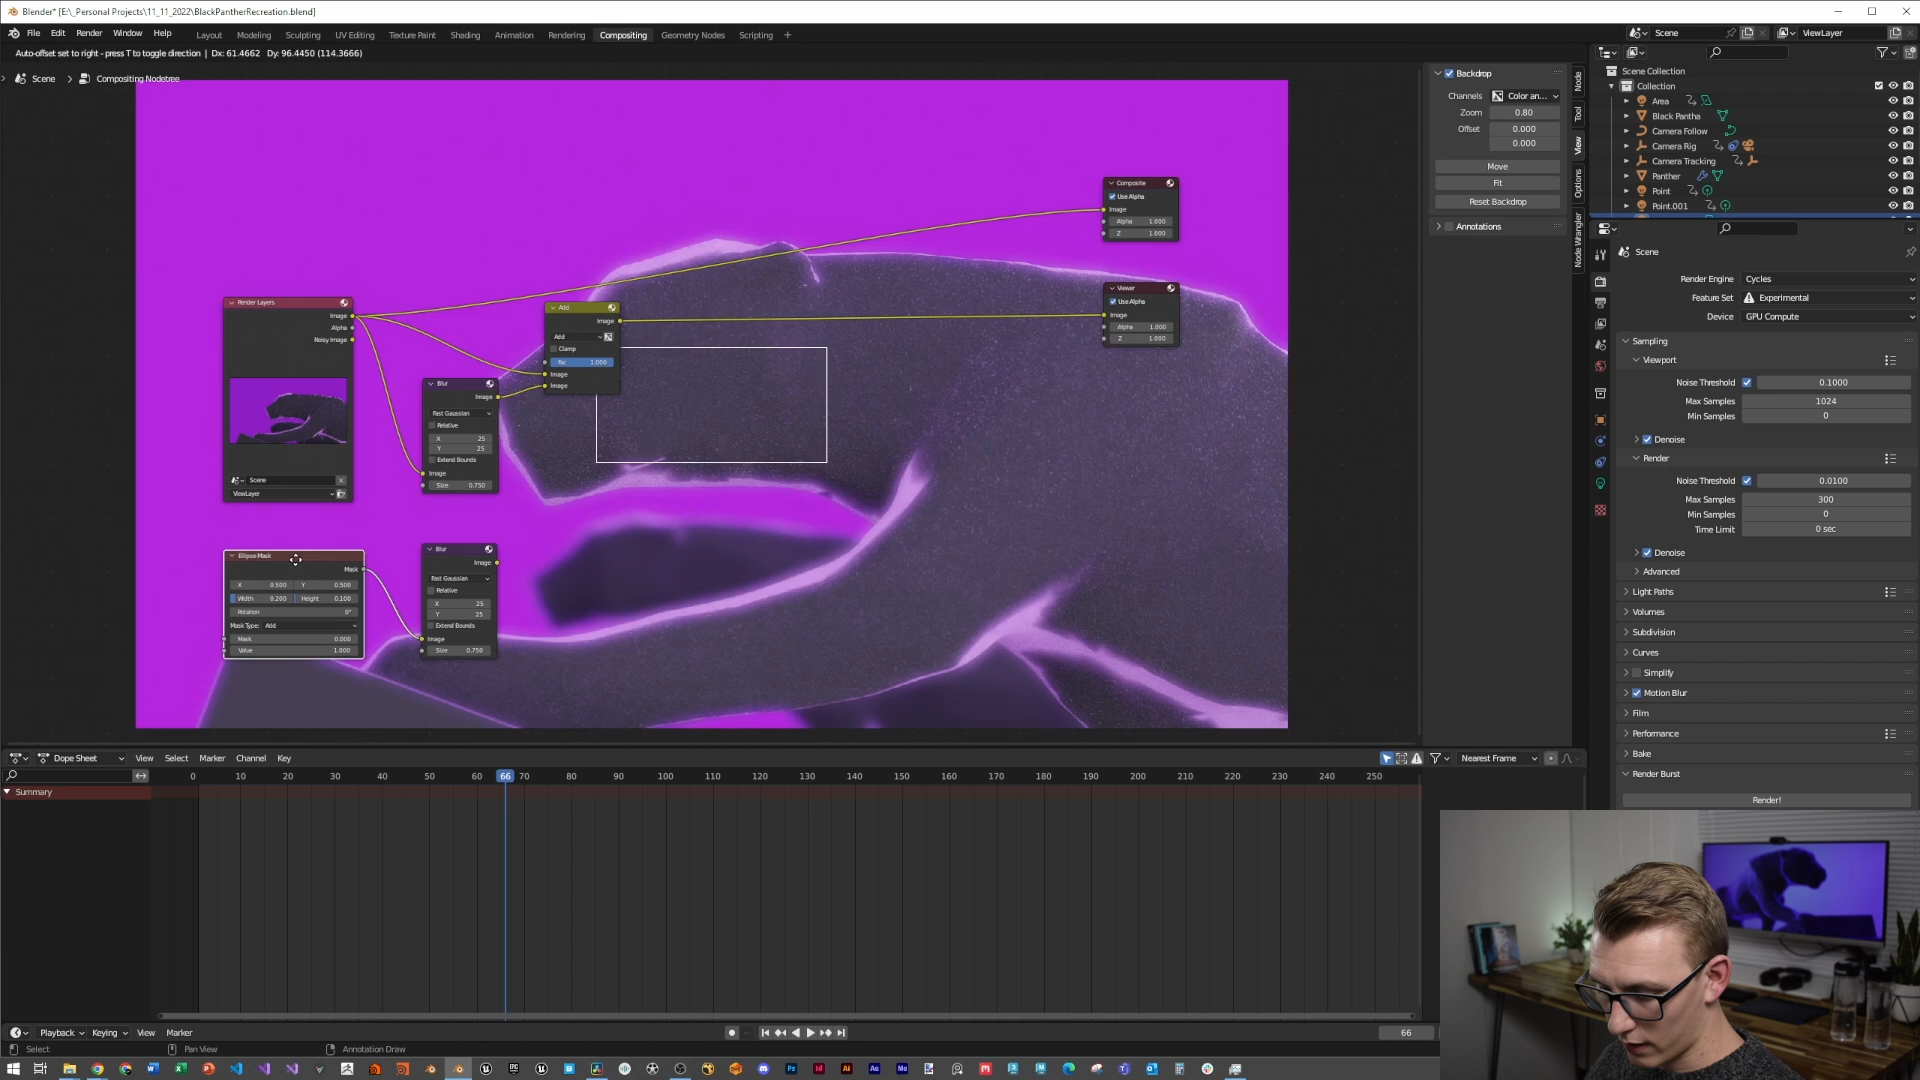 Blender* [E:\_Personal Projects\11_11_2022\BlackPantherRecreation.blend]
File Edit Render Window Help
Layout Modeling Sculpting UV Editing Texture Paint Shading Animation Rendering Compositing Geometry Nodes Scripting +
Scene ViewLayer
Auto-offset set to right - press T to toggle direction | Dx: 61.4662 Dy: 96.4450 (114.3666)
Scene > Compositing Nodetree
Backdrop
Channels Color an...
Zoom 0.80
Offset 0.000
0.000
Move
Fit
Reset Backdrop
Annotations
Node
Tool
View
Options
Node Wrangler
Scene Collection
Collection
Area
Black Pantha
Camera Follow
Camera Rig
Camera Tracking
Panther
Point
Point.001
Scene
Render Engine Cycles
Feature Set Experimental
Device GPU Compute
Sampling
Viewport
Noise Threshold 0.1000
Max Samples 1024
Min Samples 0
Denoise
Render
Noise Threshold 0.0100
Max Samples 300
Min Samples 0
Time Limit 0 sec
Denoise
Advanced
Light Paths
Volumes
Subdivision
Curves
Simplify
Motion Blur
Film
Performance
Bake
Render Burst
Render!
Composite
Use Alpha
Image
Alpha 1.000
Z 1.000
Viewer
Use Alpha
Image
Alpha 1.000
Z 1.000
Render Layers
Image
Alpha
Noisy Image
Scene
ViewLayer
Add
Image
Add
Clamp
Fac 1.000
Image
Image
Blur
Image
Fast Gaussian
Relative
X 25
Y 25
Extend Bounds
Image
Size 0.750
Ellipse Mask
Mask
X 0.500 Y 0.500
Width 0.200 Height 0.100
Rotation 0°
Mask Type: Add
Mask 0.000
Value 1.000
Blur
Image
Fast Gaussian
Relative
X 25
Y 25
Extend Bounds
Image
Size 0.750
Dope Sheet View Select Marker Channel Key Nearest Frame
0 10 20 30 40 50 66 70 80 90 100 110 120 130 140 150 160 170 180 190 200 210 220 230 240 250
Summary
Playback Keying View Marker 66
Select Pan View Annotation Draw